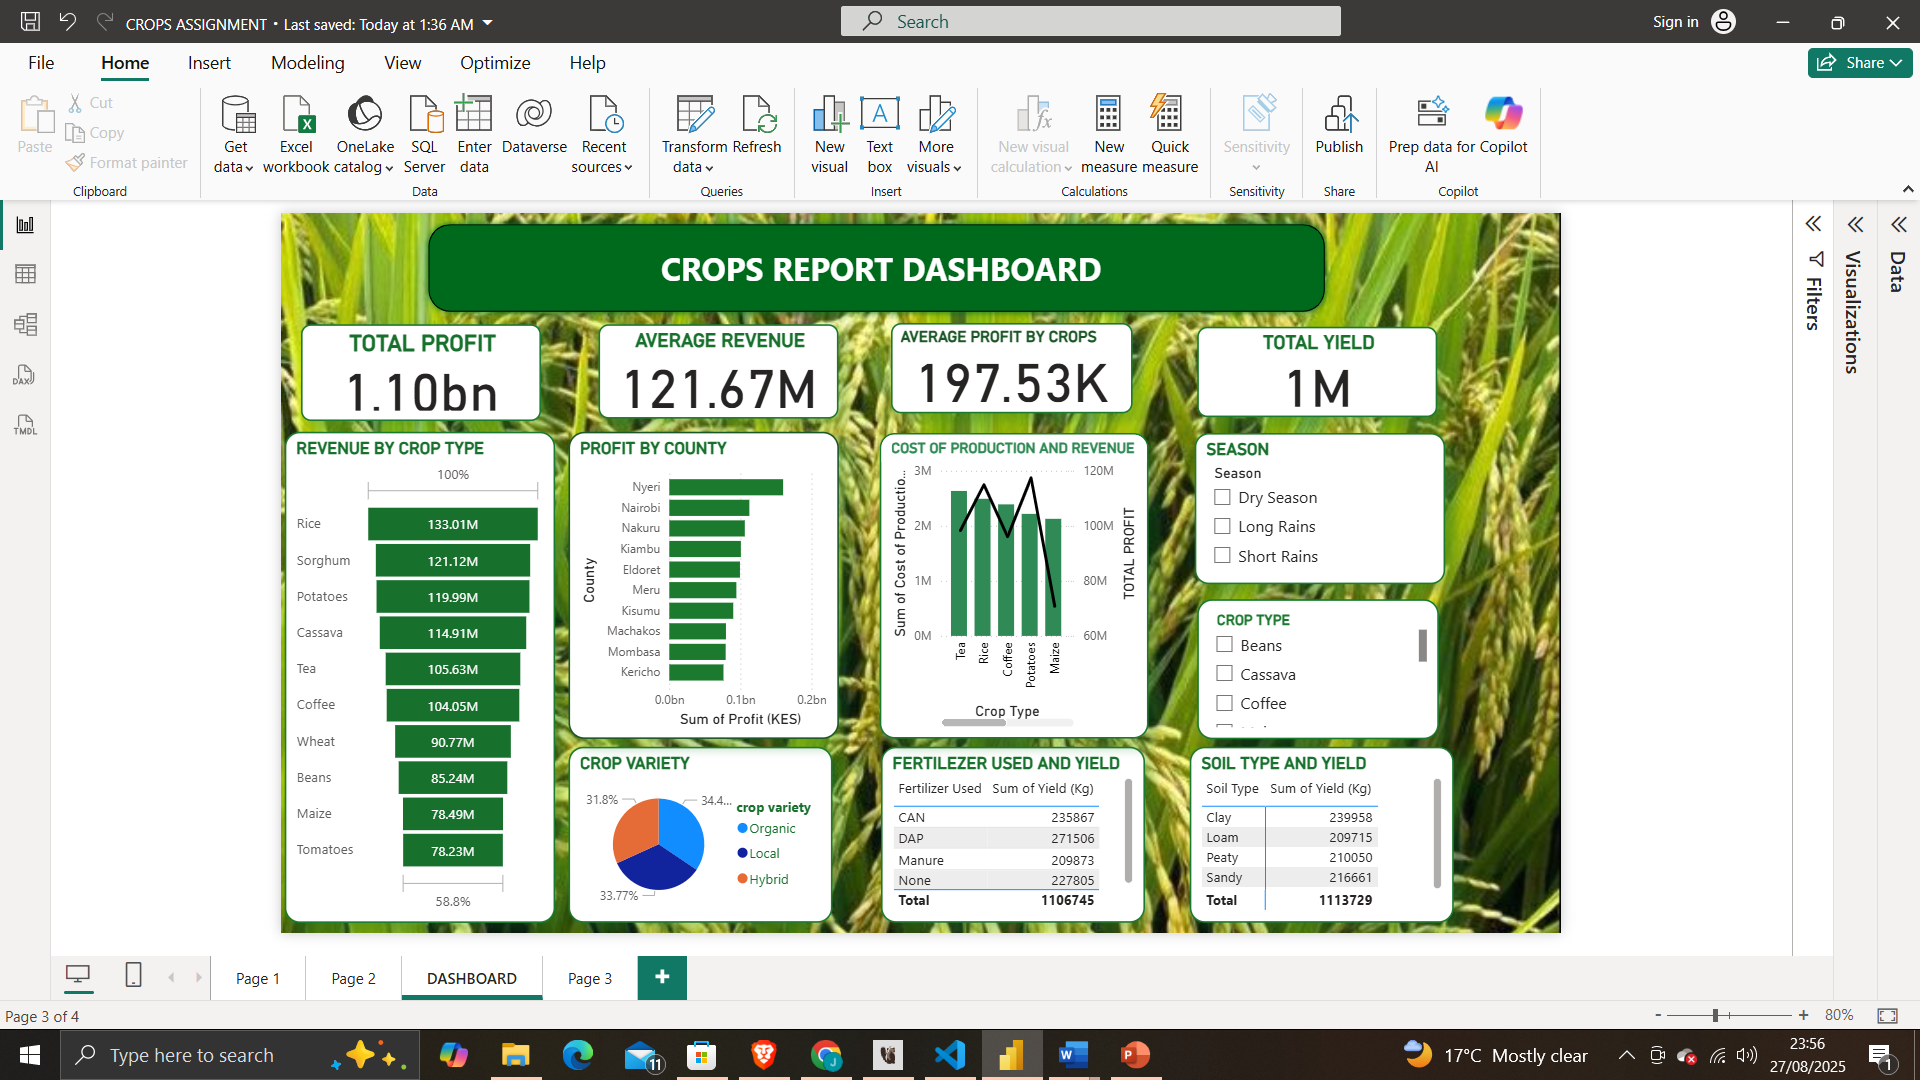 CROPS ASSIGNMENT • Last saved: Today at 1:36 AM
Search
Sign in
File Home Insert Modeling View Optimize Help
Share
Paste
Cut
Copy
Format painter
Clipboard
Get data
Excel workbook
OneLake catalog
SQL Server
Enter data
Dataverse
Recent sources
Data
Transform data
Refresh
Queries
New visual
Text box
More visuals
Insert
New visual calculation
New measure
Quick measure
Calculations
Sensitivity
Sensitivity
Publish
Share
Prep data for AI
Copilot
Copilot
DAX
TMDL
CROPS REPORT DASHBOARD
TOTAL PROFIT
1.10bn
AVERAGE REVENUE
121.67M
AVERAGE PROFIT BY CROPS
197.53K
TOTAL YIELD
1M
REVENUE BY CROP TYPE
100%
Rice 133.01M
Sorghum 121.12M
Potatoes 119.99M
Cassava 114.91M
Tea 105.63M
Coffee 104.05M
Wheat 90.77M
Beans 85.24M
Maize 78.49M
Tomatoes 78.23M
58.8%
PROFIT BY COUNTY
County
Nyeri
Nairobi
Nakuru
Kiambu
Eldoret
Meru
Kisumu
Machakos
Mombasa
Kericho
0.0bn 0.1bn 0.2bn
Sum of Profit (KES)
COST OF PRODUCTION AND REVENUE
Sum of Cost of Productio...
3M
2M
1M
0M
120M
100M
80M
60M
TOTAL PROFIT
Tea
Rice
Coffee
Potatoes
Maize
Crop Type
SEASON
Season
Dry Season
Long Rains
Short Rains
CROP TYPE
Beans
Cassava
Coffee
CROP VARIETY
31.8%
34.4...
33.77%
crop variety
Organic
Local
Hybrid
FERTILEZER USED AND YIELD
Fertilizer Used Sum of Yield (Kg)
CAN 235867
DAP 271506
Manure 209873
None 227805
Total 1106745
SOIL TYPE AND YIELD
Soil Type Sum of Yield (Kg)
Clay 239958
Loam 209715
Peaty 210050
Sandy 216661
Total 1113729
Filters
Visualizations
Data
Page 1
Page 2
DASHBOARD
Page 3
+
Page 3 of 4
- + 80%
Type here to search
11
17°C Mostly clear
23:56
27/08/2025
1